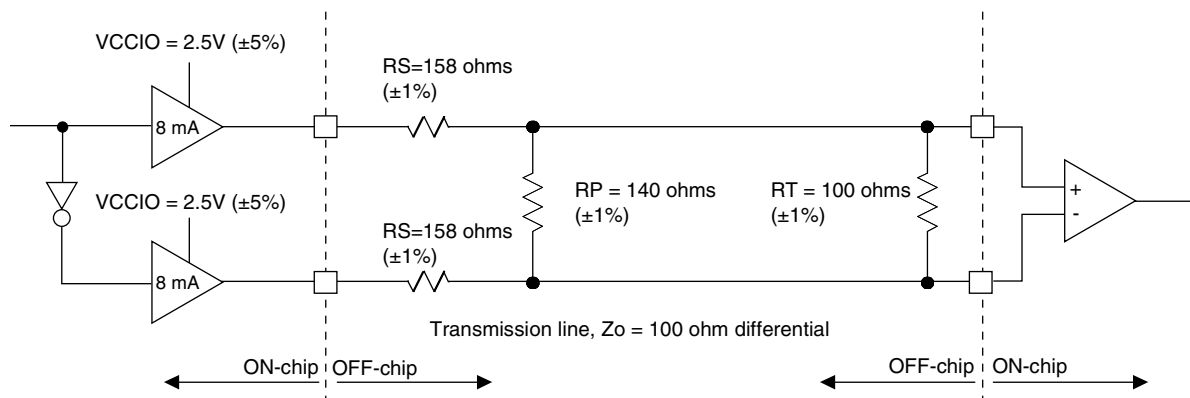 VCCIO = 2.5V (±5%)
8 mA
RS=158 ohms
(±1%)
VCCIO = 2.5V (±5%)
8 mA
RS=158 ohms
(±1%)
RP = 140 ohms
(±1%)
RT = 100 ohms
(±1%)
+
-
Transmission line, Zo = 100 ohm differential
ON-chip
OFF-chip
OFF-chip
ON-chip